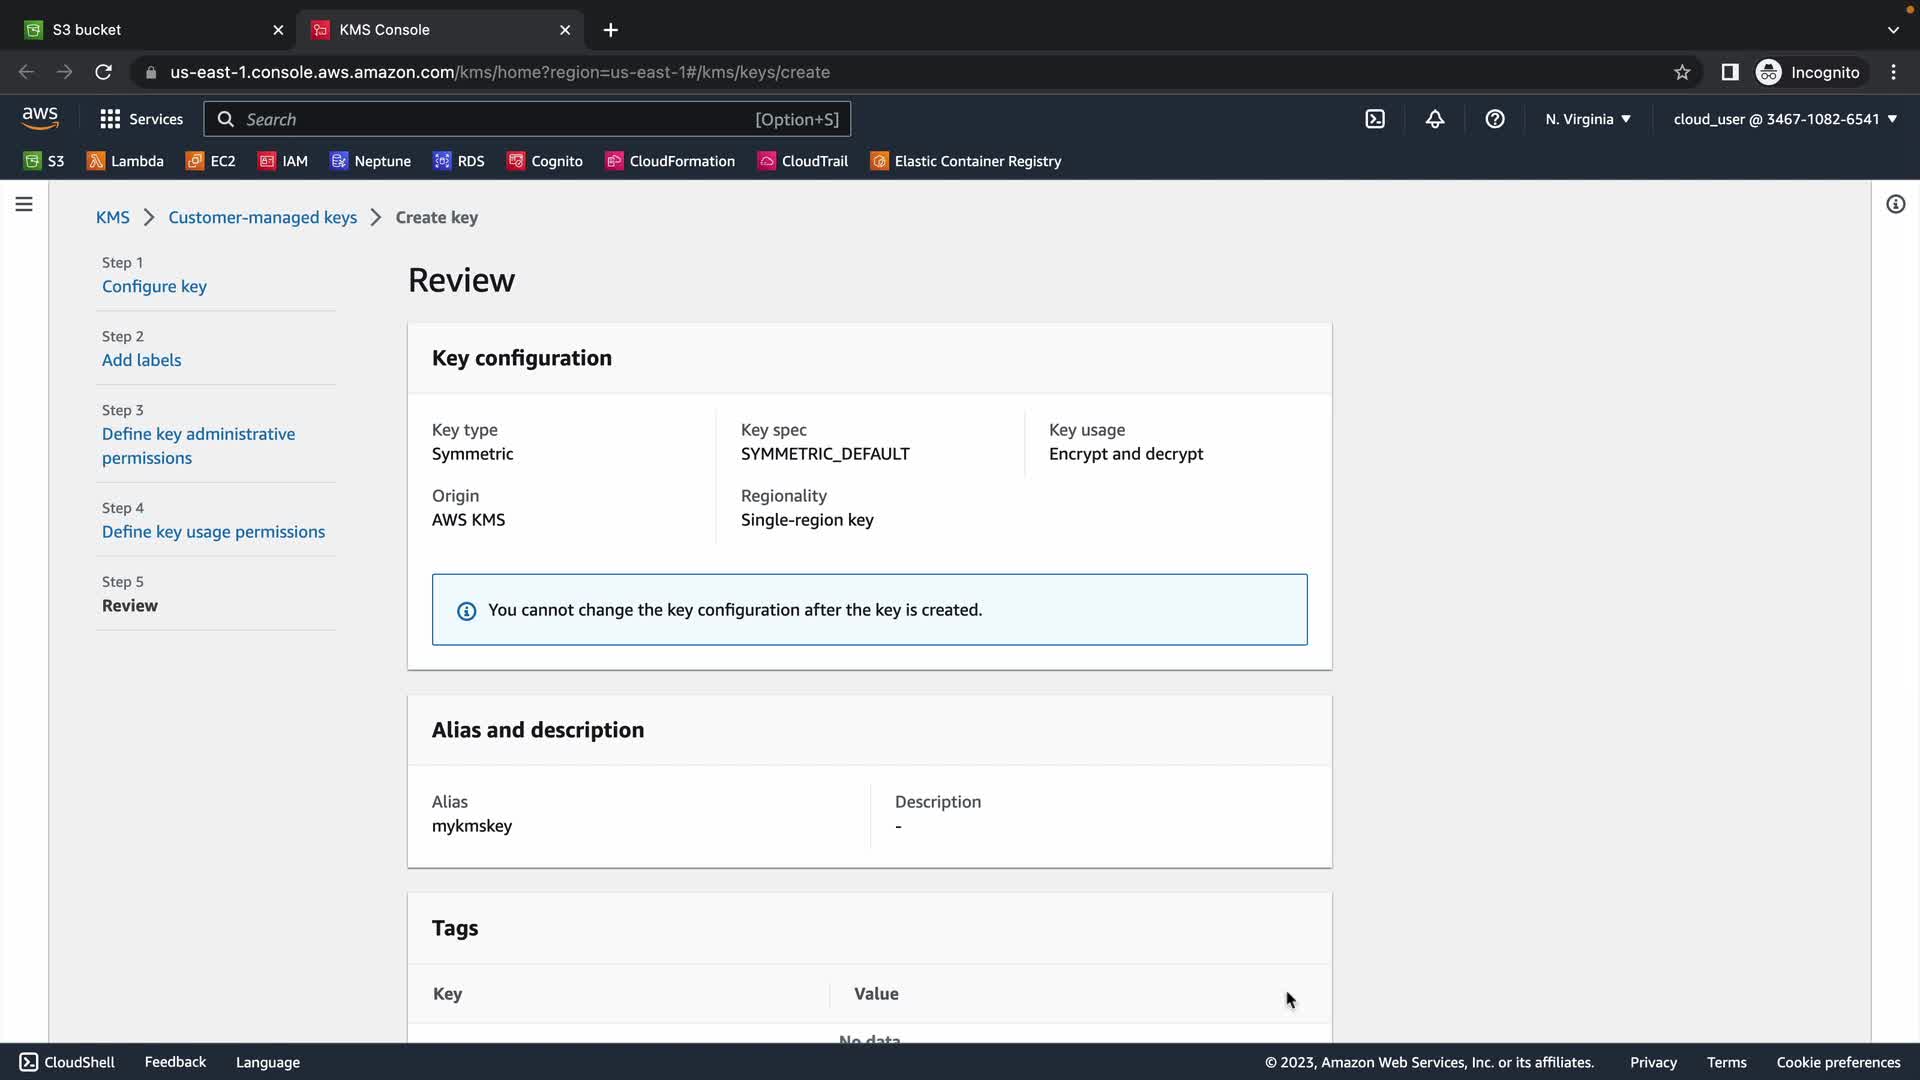 S3 bucket
KMS Console
us-east-1.console.aws.amazon.com/kms/home?region=us-east-1#/kms/keys/create
Incognito
aws
Services
Search
[Option+S]
N. Virginia
cloud_user @ 3467-1082-6541
S3
Lambda
EC2
IAM
Neptune
RDS
Cognito
CloudFormation
CloudTrail
Elastic Container Registry
KMS
Customer-managed keys
Create key
Step 1
Configure key
Step 2
Add labels
Step 3
Define key administrative
permissions
Step 4
Define key usage permissions
Step 5
Review
Review
Key configuration
Key type
Symmetric
Key spec
SYMMETRIC_DEFAULT
Key usage
Encrypt and decrypt
Origin
AWS KMS
Regionality
Single-region key
You cannot change the key configuration after the key is created.
Alias and description
Alias
mykmskey
Description
-
Tags
Key
Value
No data
CloudShell
Feedback
Language
© 2023, Amazon Web Services, Inc. or its affiliates.
Privacy
Terms
Cookie preferences